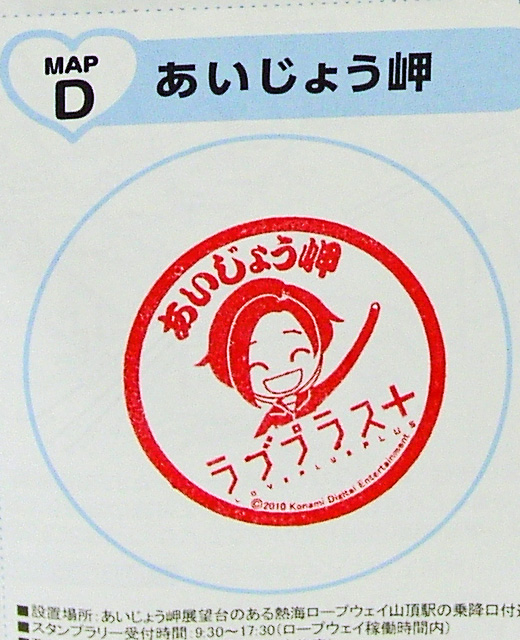 MAP
D
あいじょう岬
あいじょう岬
ラブプラス+
LOVEPLUSPLUS
©2010 Konami Digital Entertainment
■設置場所:あいじょう岬展望台のある熱海ロープウェイ山頂駅の乗降口付近
■スタンプラリー受付時間:9:30～17:30(ロープウェイ稼働時間内)